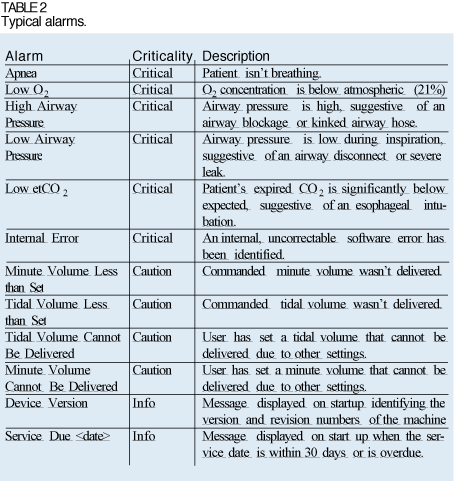 TABLE 2
Typical alarms.
Alarm Criticality Description
Apnea Critical Patient isn't breathing.
Low O2 Critical O2 concentration is below atmospheric (21%)
High Airway Critical Airway pressure is high, suggestive of an
Pressure airway blockage or kinked airway hose.
Low Airway Critical Airway pressure is low during inspiration,
Pressure suggestive of an airway disconnect or severe
leak.
Low etCO2 Critical Patient's expired CO2 is significantly below
expected, suggestive of an esophageal intu-
bation.
Internal Error Critical An internal, uncorrectable software error has
been identified.
Minute Volume Less Caution Commanded minute volume wasn't delivered.
than Set
Tidal Volume Less Caution Commanded tidal volume wasn't delivered.
than Set
Tidal Volume Cannot Caution User has set a tidal volume that cannot be
Be Delivered delivered due to other settings.
Minute Volume Caution User has set a minute volume that cannot be
Cannot Be Delivered delivered due to other settings.
Device Version Info Message displayed on startup identifying the
version and revision numbers of the machine
Service Due <date> Info Message displayed on start up when the ser-
vice date is within 30 days or is overdue.